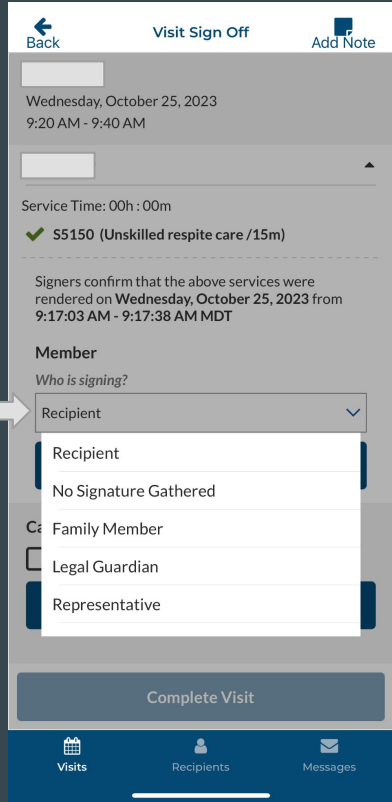 Back
Visit Sign Off
Add Note
Wednesday, October 25, 2023
9:20 AM - 9:40 AM
Service Time: 00h : 00m
S5150 (Unskilled respite care /15m)
Signers confirm that the above services were
rendered on Wednesday, October 25, 2023 from
9:17:03 AM - 9:17:38 AM MDT
Member
Who is signing?
Recipient
Recipient
No Signature Gathered
Family Member
Legal Guardian
Representative
Complete Visit
Visits
Recipients
Messages